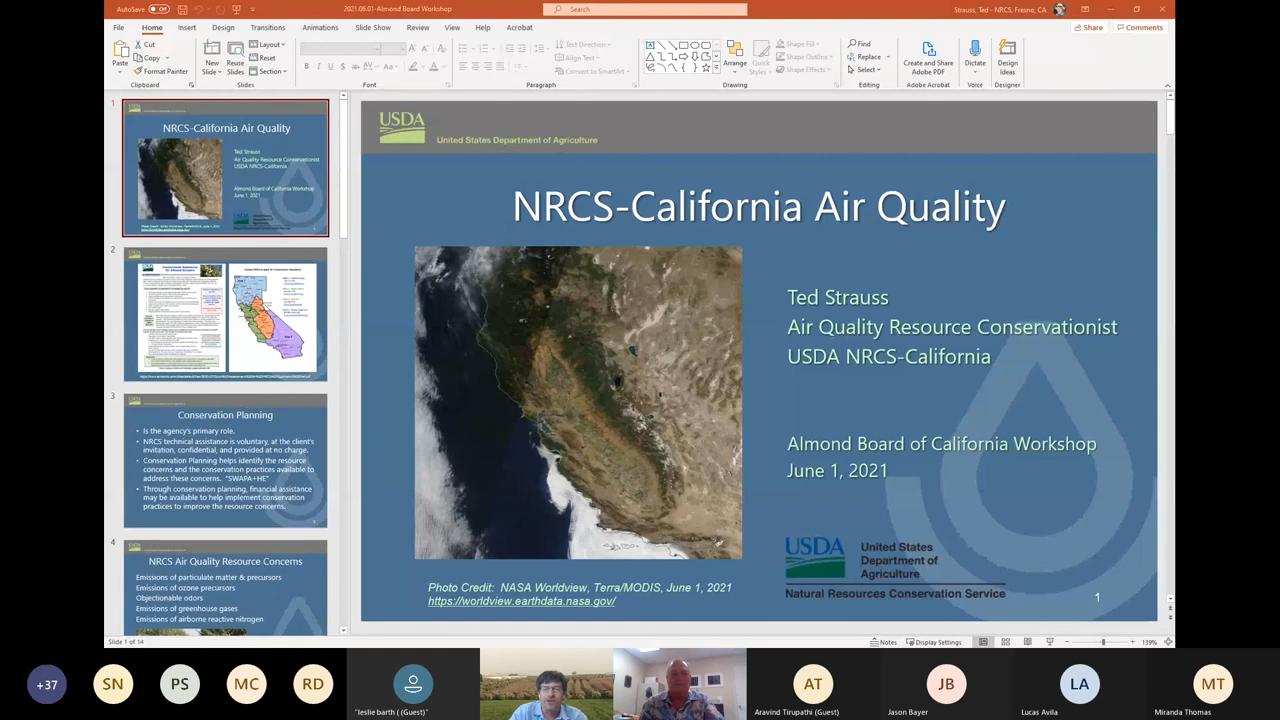 AutoSave Off
2021.06.01-Almond Board Workshop
Search
Strauss, Ted - NRCS, Fresno, CA
File Home Insert Design Transitions Animations Slide Show Review View Help Acrobat
Share Comments
Paste
Cut
Copy
Format Painter
Clipboard
New Slide
Reuse Slides
Layout
Reset
Section
Slides
Font
Text Direction
Align Text
Convert to SmartArt
Paragraph
Arrange
Quick Styles
Shape Fill
Shape Outline
Shape Effects
Drawing
Find
Replace
Select
Editing
Create and Share Adobe PDF
Adobe Acrobat
Dictate
Voice
Design Ideas
Designer
1
NRCS-California Air Quality
Ted Strauss
Air Quality Resource Conservationist
USDA NRCS-California
Almond Board of California Workshop
June 1, 2021
2
3
Conservation Planning
• Is the agency's primary role.
• NRCS technical assistance is voluntary, at the client's
invitation, confidential, and provided at no charge.
• Conservation Planning helps identify the resource
concerns and the conservation practices available to
address these concerns. "SWAPA+HE"
• Through conservation planning, financial assistance
may be available to help implement conservation
practices to improve the resource concerns.
4
NRCS Air Quality Resource Concerns
Emissions of particulate matter & precursors
Emissions of ozone precursors
Objectionable odors
Emissions of greenhouse gases
Emissions of airborne reactive nitrogen
USDA
United States Department of Agriculture
NRCS-California Air Quality
Ted Strauss
Air Quality Resource Conservationist
USDA NRCS-California
Almond Board of California Workshop
June 1, 2021
USDA
United States
Department of
Agriculture
Natural Resources Conservation Service
Photo Credit: NASA Worldview, Terra/MODIS, June 1, 2021
https://worldview.earthdata.nasa.gov/
1
Slide 1 of 14
Notes
Display Settings
139%
+37
SN
PS
MC
RD
"leslie barth ( (Guest)"
AT
Aravind Tirupathi (Guest)
JB
Jason Bayer
LA
Lucas Avila
MT
Miranda Thomas